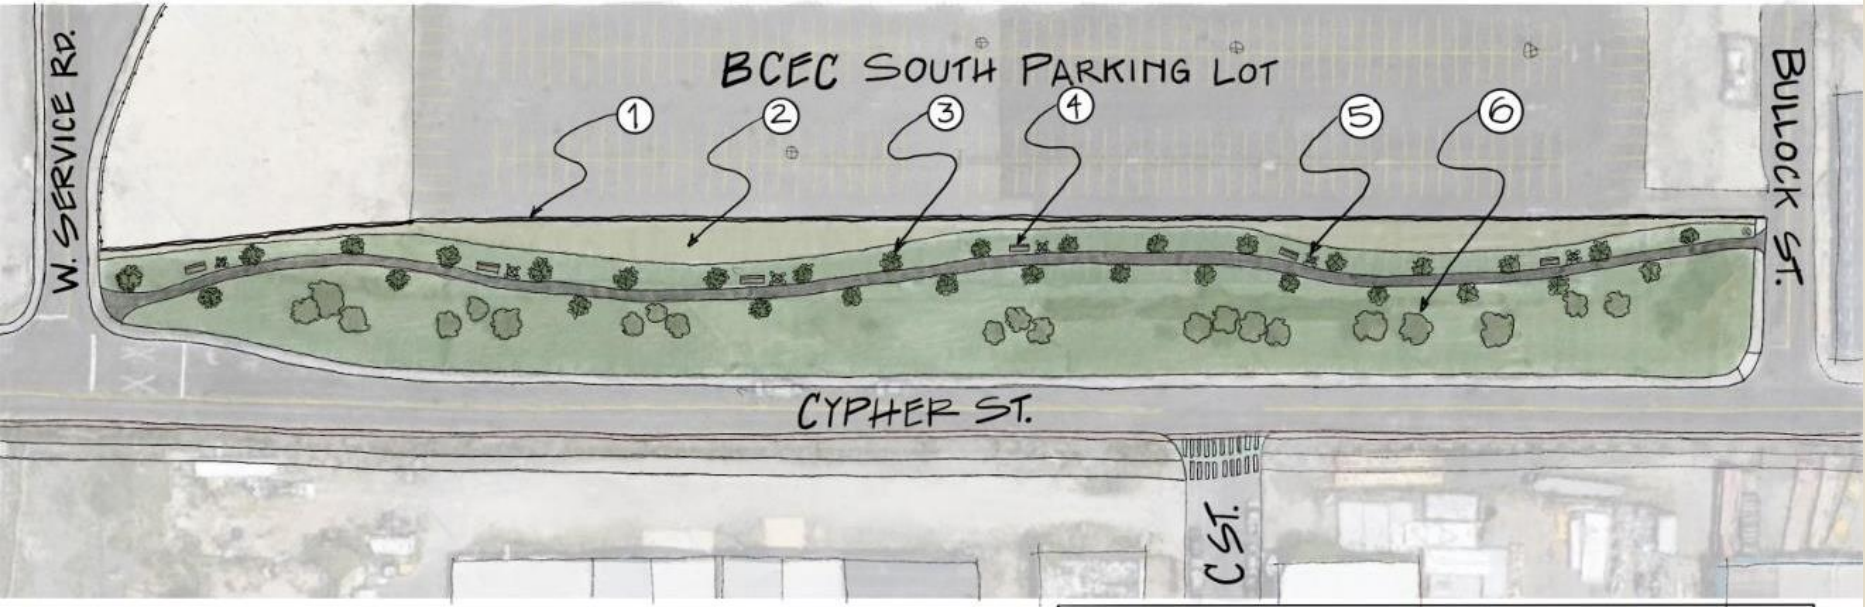 BCEC SOUTH PARKING LOT
W. SERVICE RD.
BULLOCK ST.
1
2
3
4
5
6
CYPHER ST.
C ST.